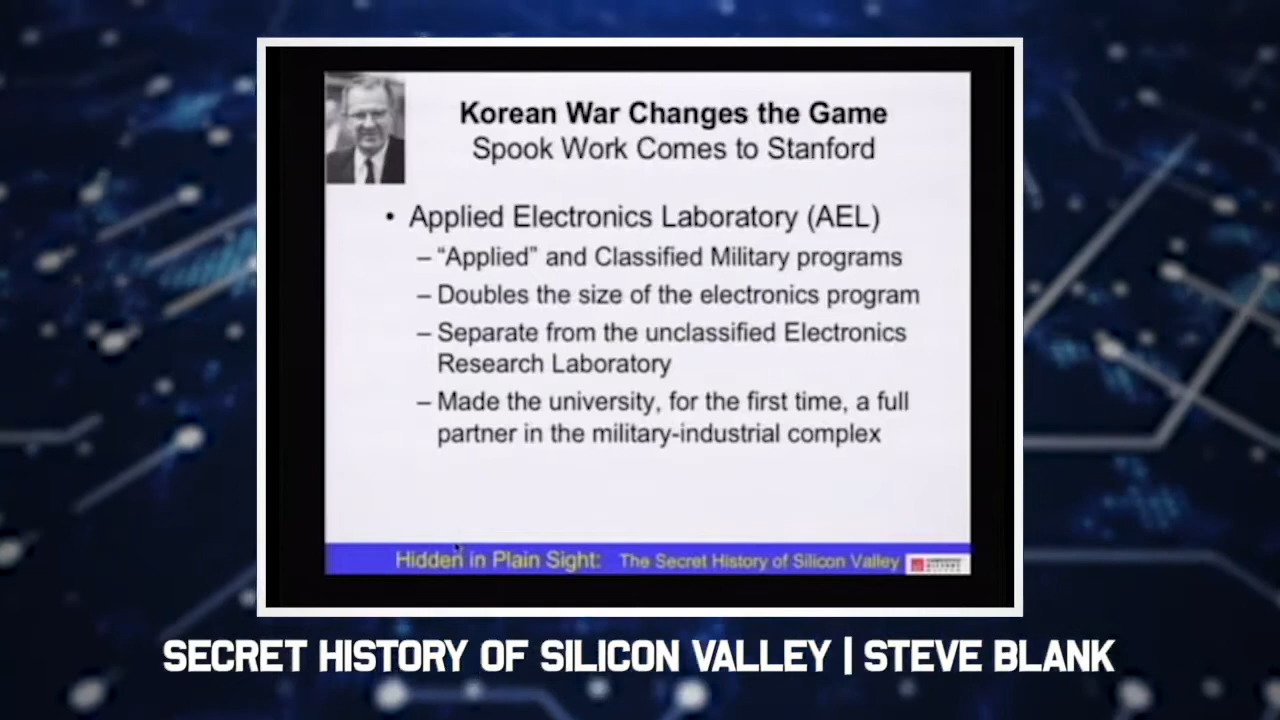 Korean War Changes the Game
Spook Work Comes to Stanford
• Applied Electronics Laboratory (AEL)
– “Applied” and Classified Military programs
– Doubles the size of the electronics program
– Separate from the unclassified Electronics
Research Laboratory
– Made the university, for the first time, a full
partner in the military-industrial complex
Hidden in Plain Sight: The Secret History of Silicon Valley
SECRET HISTORY OF SILICON VALLEY | STEVE BLANK